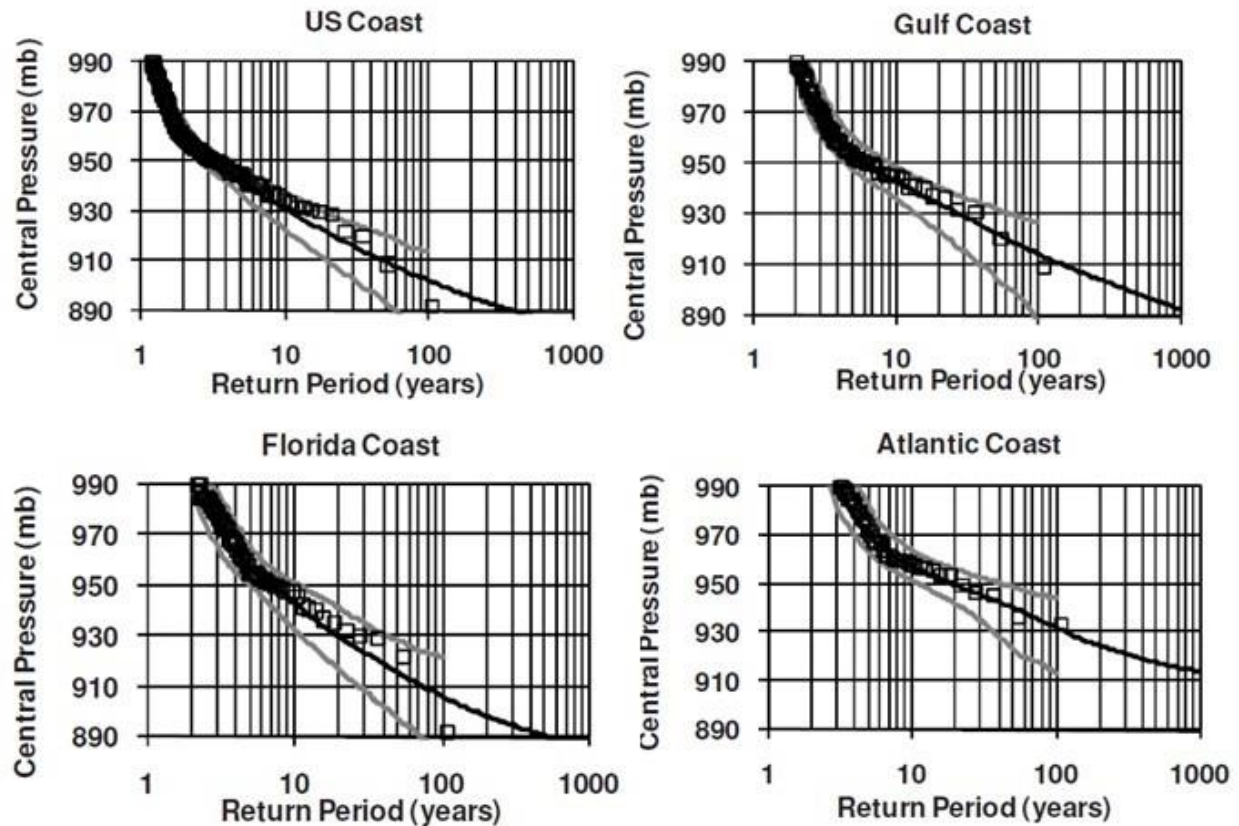 US Coast
Central Presssure (mb)
990
970
950
930
910
890
1 10 100 1000
Return Period (years)
Gulf Coast
Central Pressure (mb)
990
970
950
930
910
890
1 10 100 1000
Return Period (years)
Florida Coast
Central Pressure (mb)
990
970
950
930
910
890
1 10 100 1000
Return Period (years)
Atlantic Coast
Central Pressure (mb)
990
970
950
930
910
890
1 10 100 1000
Return Period (years)